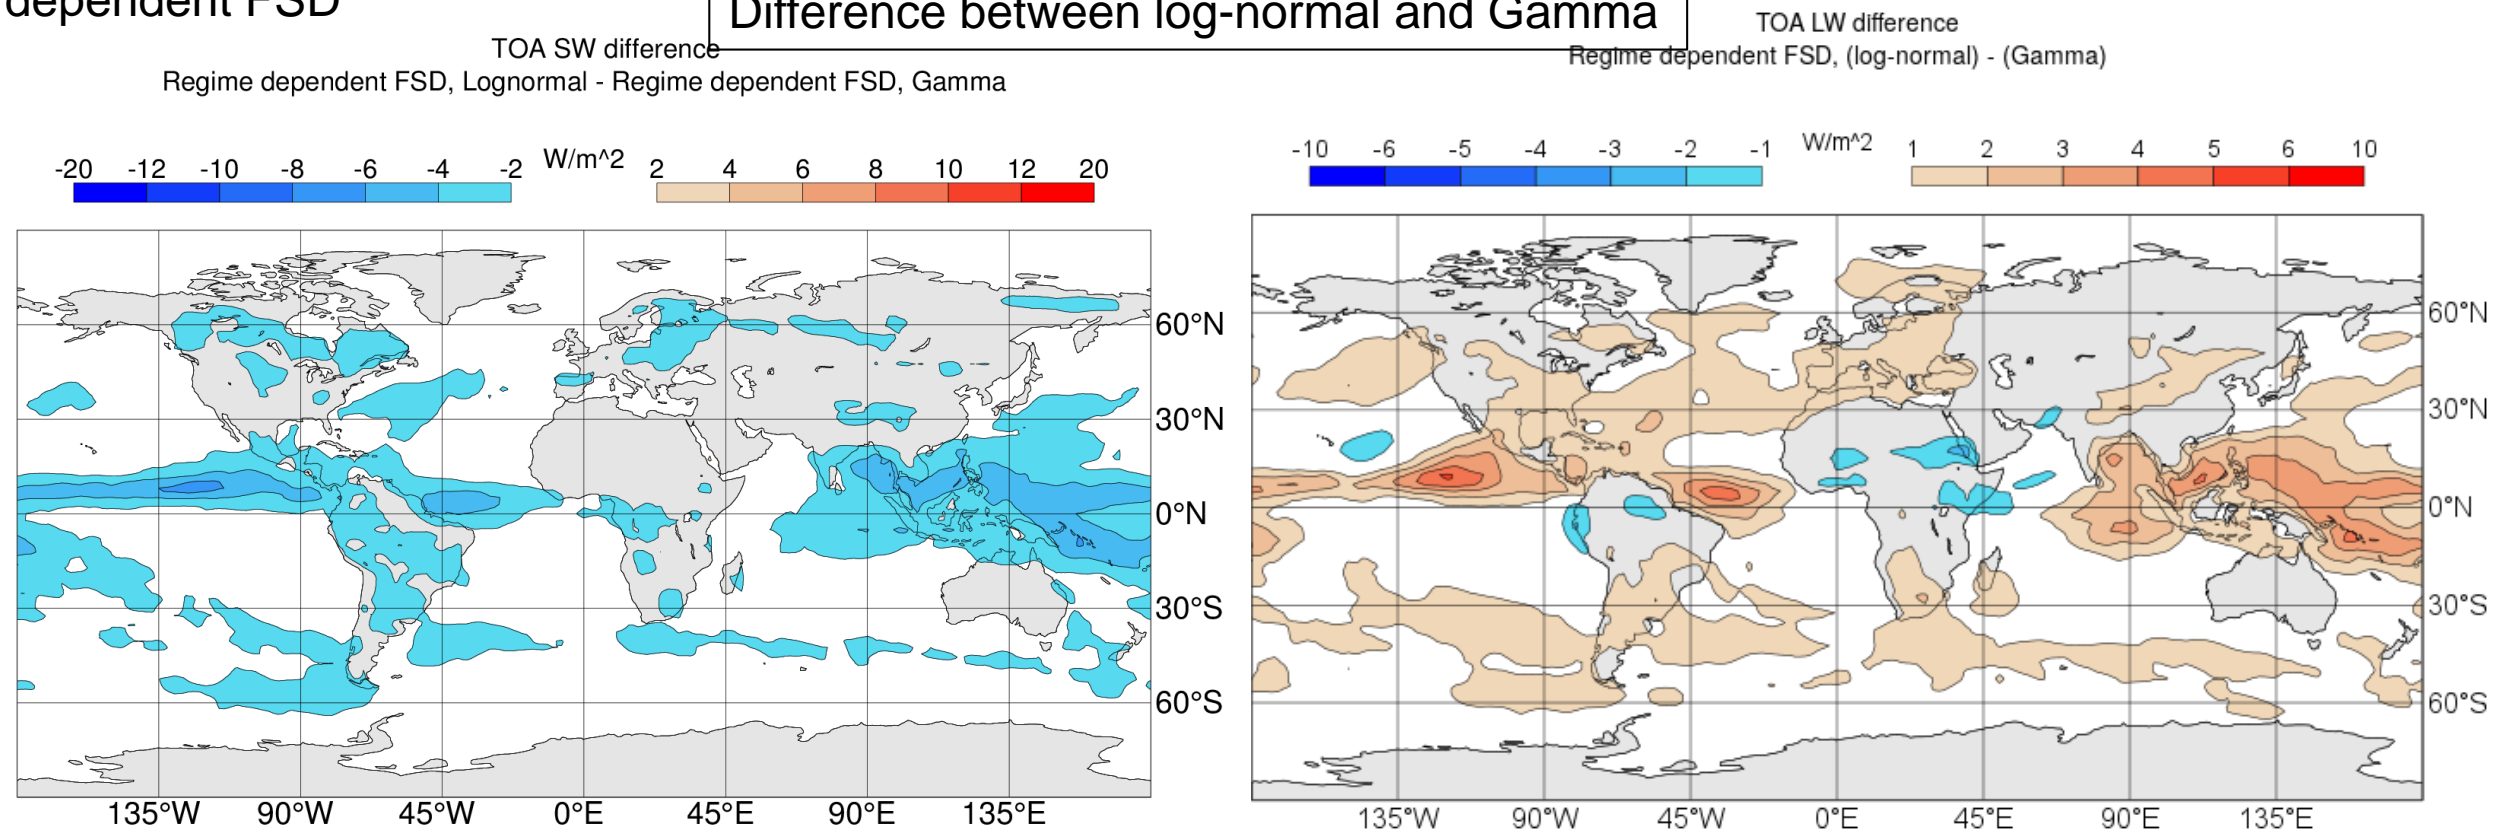 dependent FSD
Difference between log-normal and Gamma
TOA SW difference
Regime dependent FSD, Lognormal - Regime dependent FSD, Gamma
-20 -12 -10 -8 -6 -4 -2 W/m^2 2 4 6 8 10 12 20
60°N
30°N
0°N
30°S
60°S
135°W 90°W 45°W 0°E 45°E 90°E 135°E
TOA LW difference
Regime dependent FSD, (log-normal) - (Gamma)
-10 -6 -5 -4 -3 -2 -1 W/m^2 1 2 3 4 5 6 10
60°N
30°N
0°N
30°S
60°S
135°W 90°W 45°W 0°E 45°E 90°E 135°E